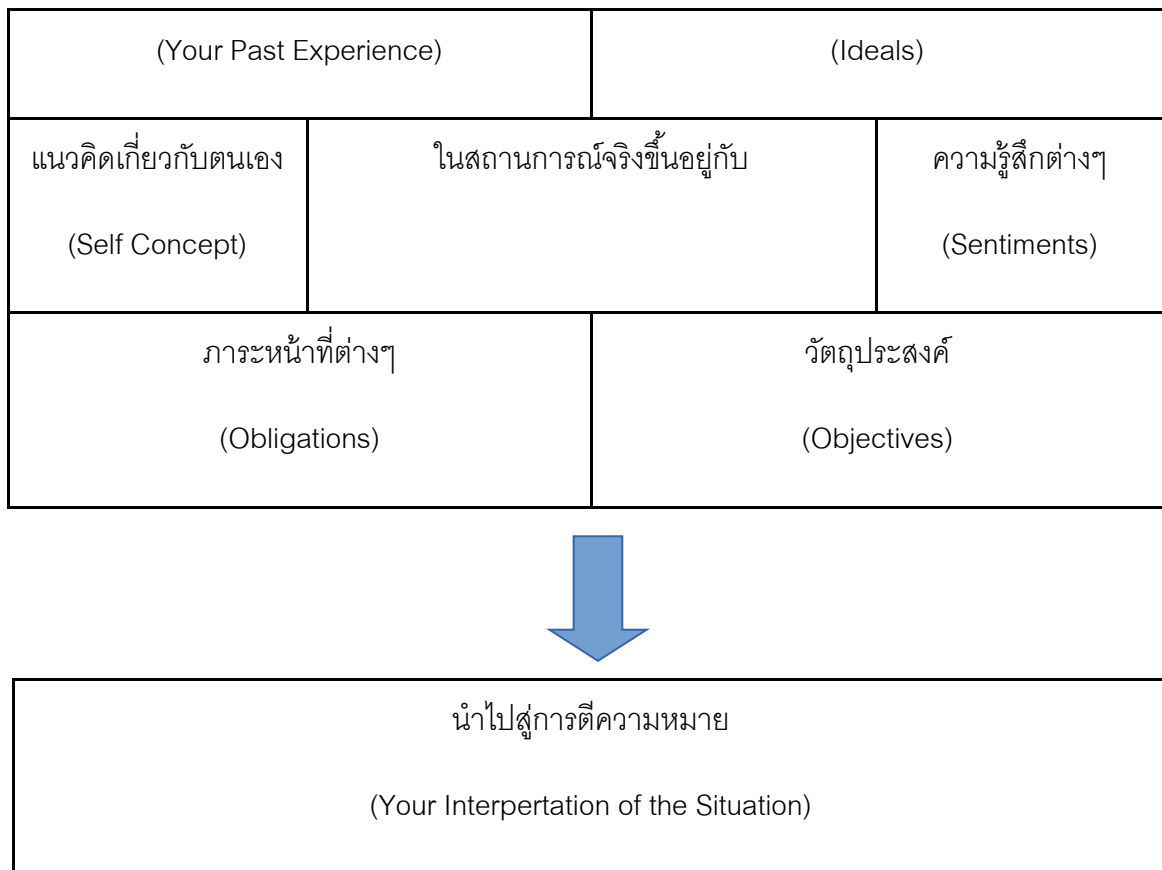 (Your Past Experience)
(Ideals)
แนวคิดเกี่ยวกับตนเอง
(Self Concept)
ในสถานการณ์จริงขึ้นอยู่กับ
ความรู้สึกต่างๆ
(Sentiments)
ภาระหน้าที่ต่างๆ
(Obligations)
วัตถุประสงค์
(Objectives)
นำไปสู่การตีความหมาย
(Your Interpertation of the Situation)